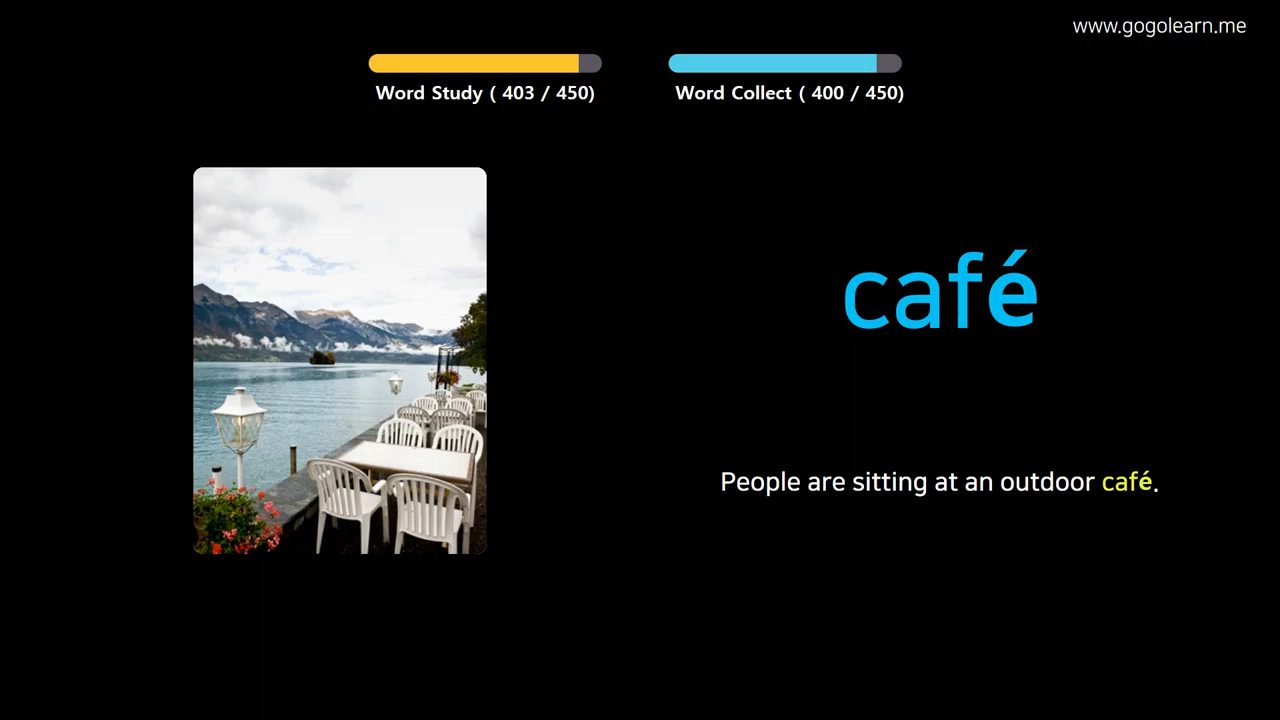 www.gogolearn.me
Word Study ( 403 / 450)
Word Collect ( 400 / 450)
café
People are sitting at an outdoor café.